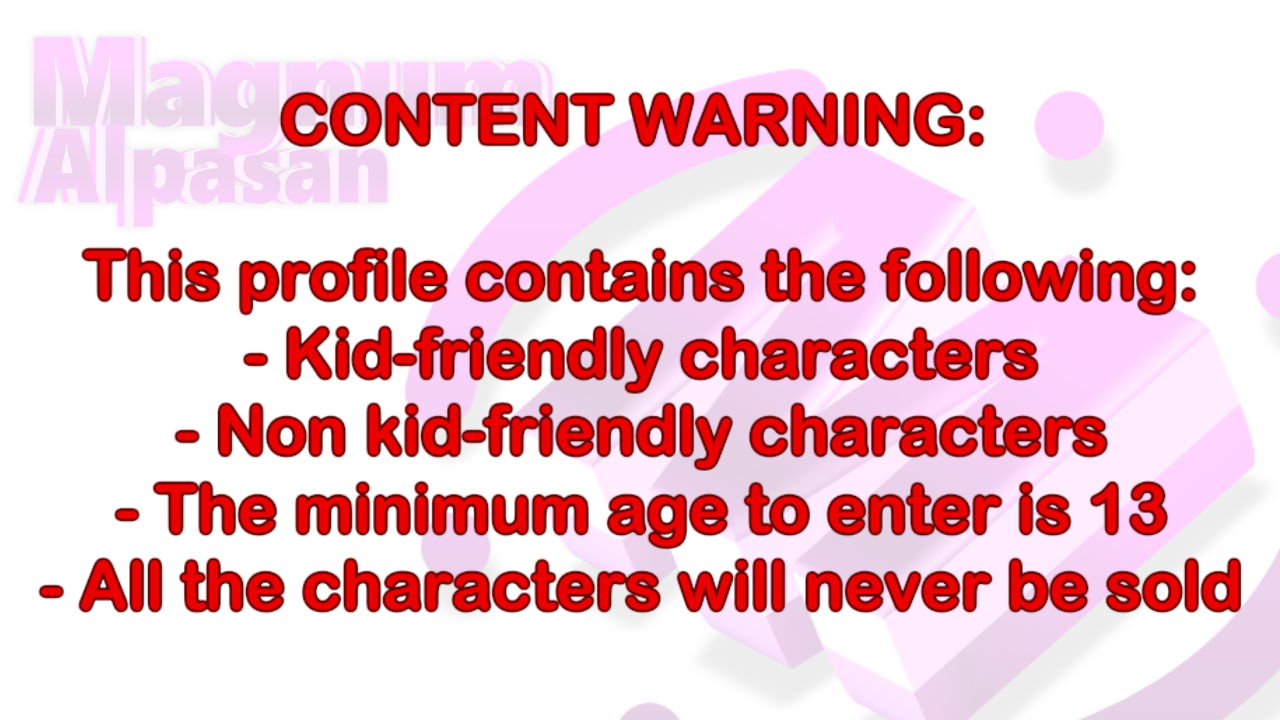 Magnum
Alpasan
CONTENT WARNING:
This profile contains the following:
- Kid-friendly characters
- Non kid-friendly characters
- The minimum age to enter is 13
- All the characters will never be sold